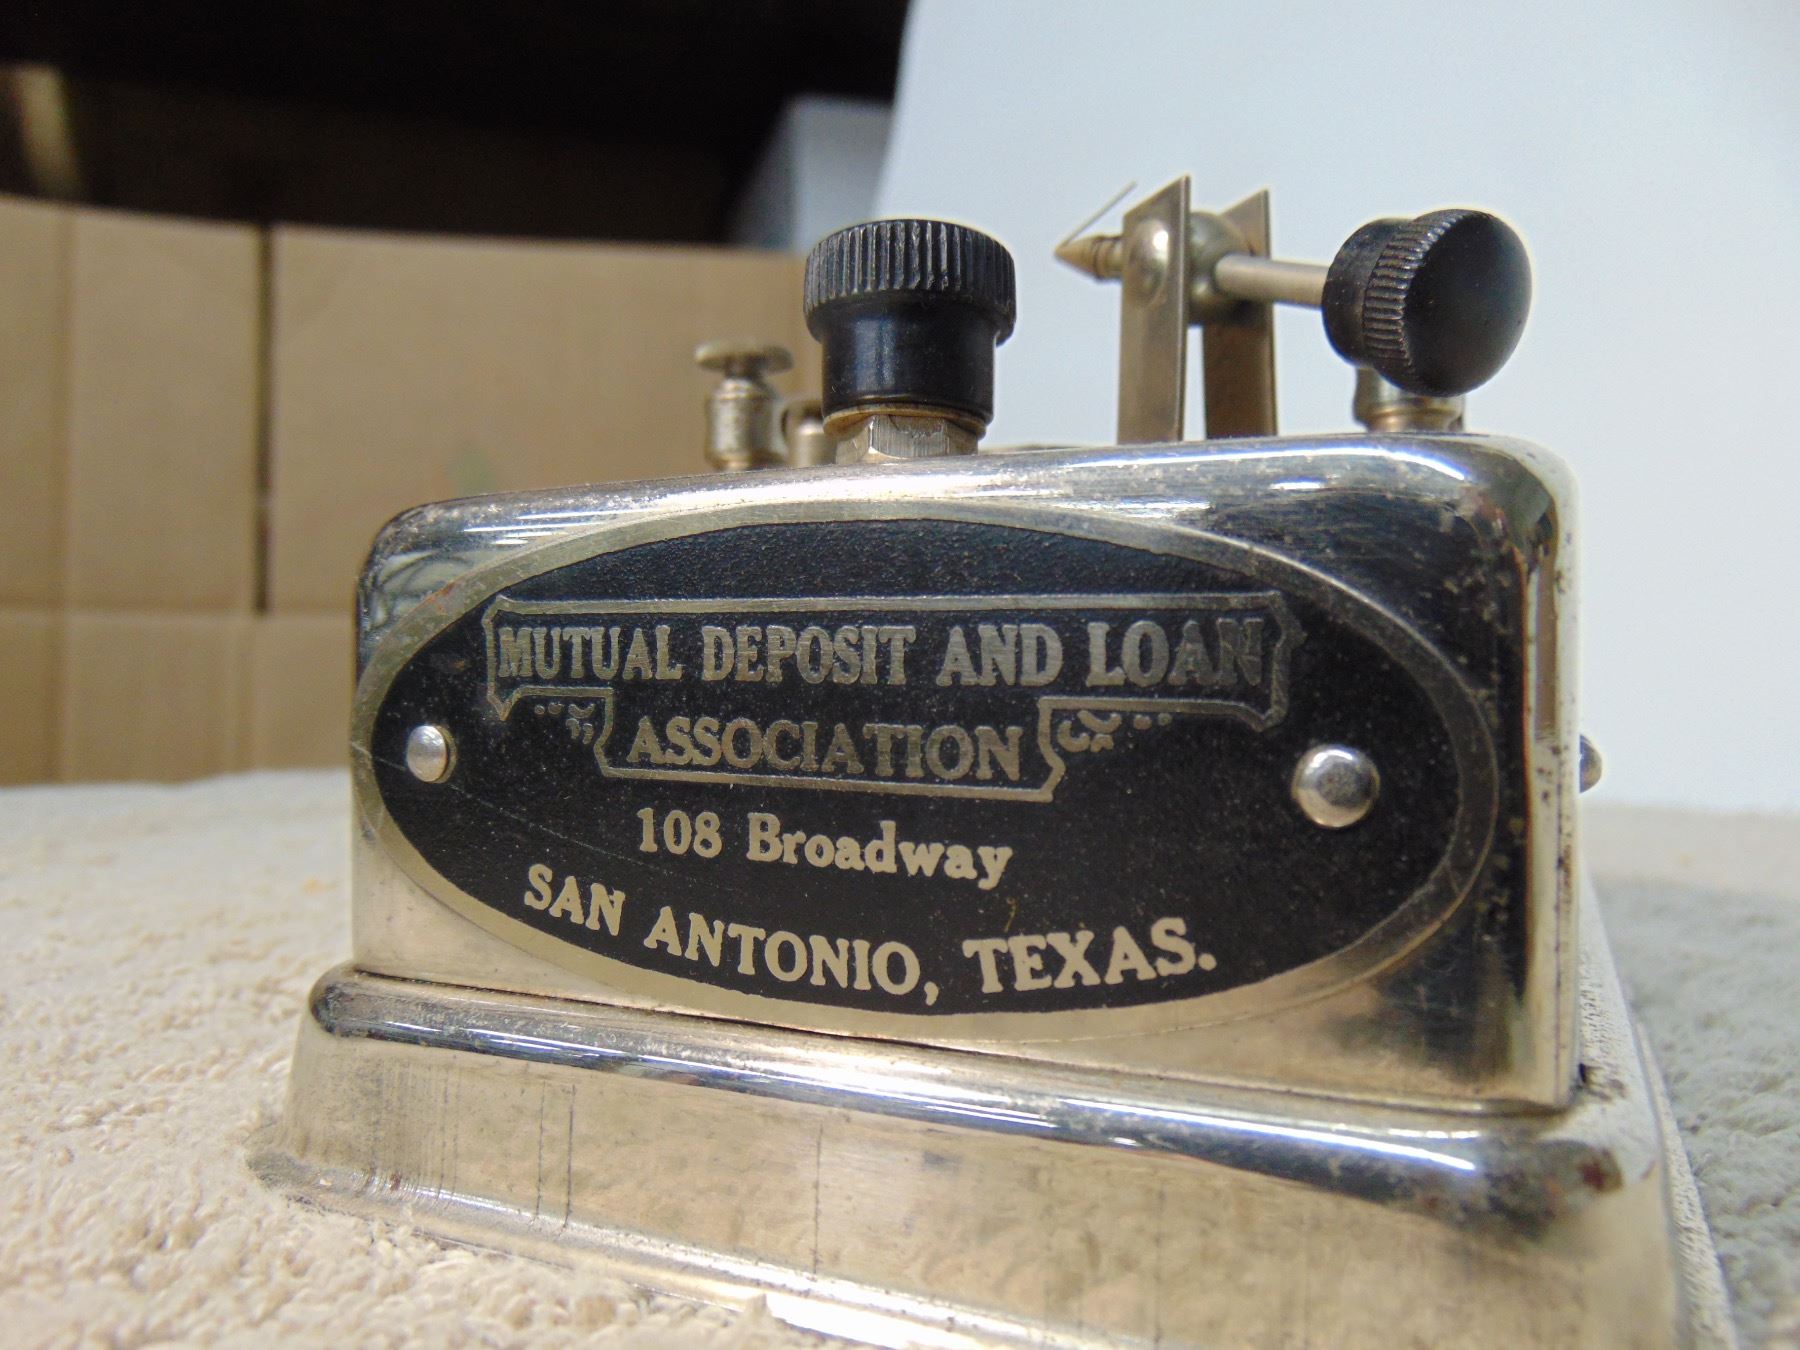 MUTUAL DEPOSIT AND LOAN
ASSOCIATION
108 Broadway
SAN ANTONIO, TEXAS.